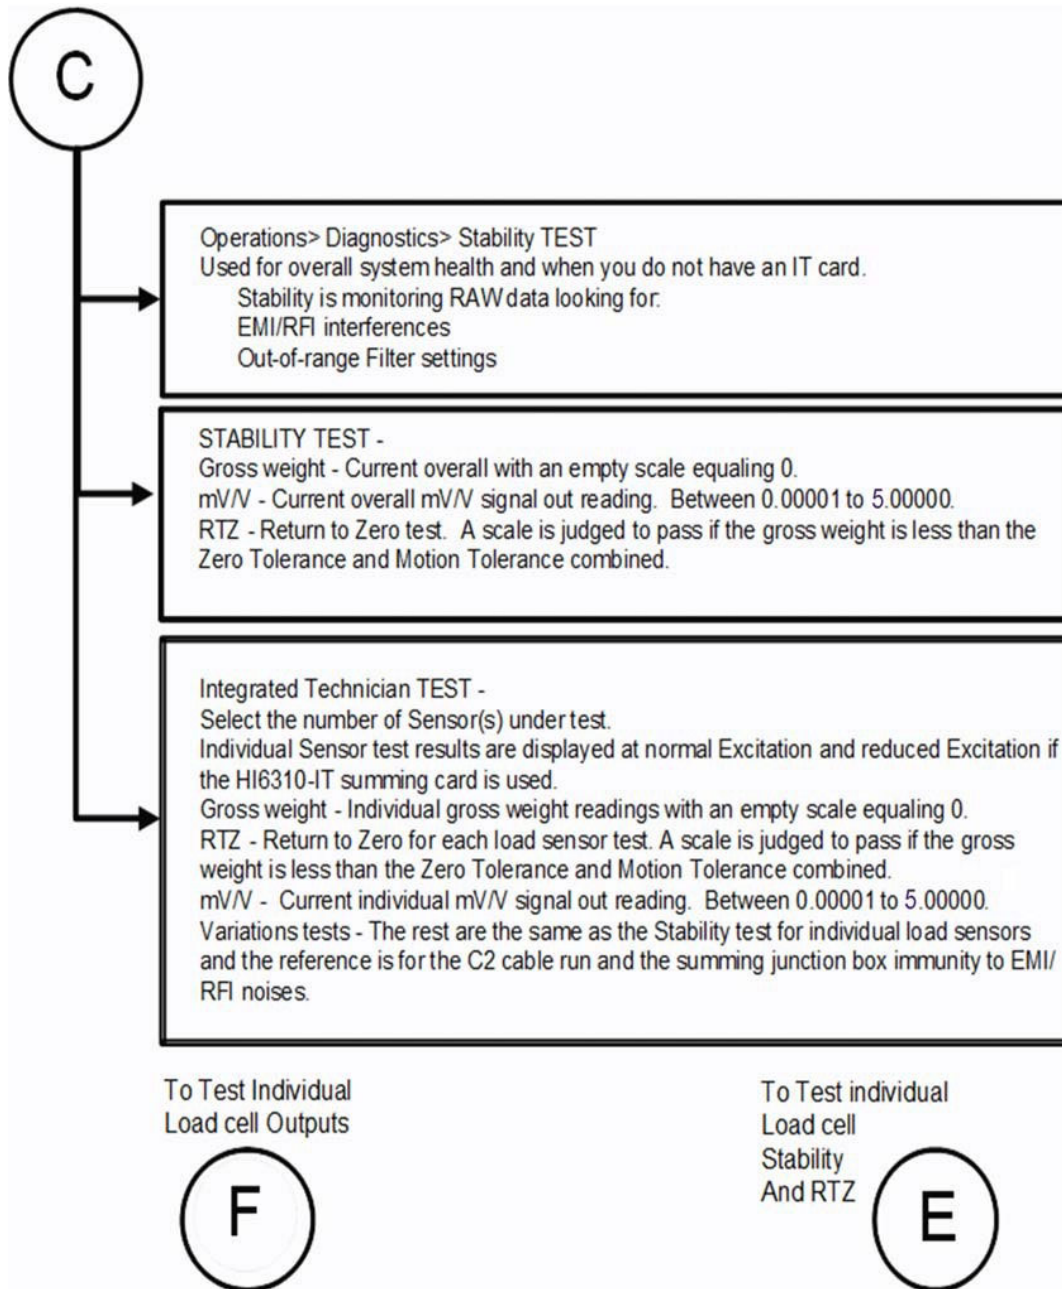 C
Operations> Diagnostics> Stability TEST
Used for overall system health and when you do not have an IT card.
Stability is monitoring RAW data looking for:
EMI/RFI interferences
Out-of-range Filter settings
STABILITY TEST -
Gross weight - Current overall with an empty scale equaling 0.
mV/V - Current overall mV/V signal out reading. Between 0.00001 to 5.00000.
RTZ - Return to Zero test. A scale is judged to pass if the gross weight is less than the
Zero Tolerance and Motion Tolerance combined.
Integrated Technician TEST -
Select the number of Sensor(s) under test.
Individual Sensor test results are displayed at normal Excitation and reduced Excitation if
the HI6310-IT summing card is used.
Gross weight - Individual gross weight readings with an empty scale equaling 0.
RTZ - Return to Zero for each load sensor test. A scale is judged to pass if the gross
weight is less than the Zero Tolerance and Motion Tolerance combined.
mV/V - Current individual mV/V signal out reading. Between 0.00001 to 5.00000.
Variations tests - The rest are the same as the Stability test for individual load sensors
and the reference is for the C2 cable run and the summing junction box immunity to EMI/
RFI noises.
To Test Individual
Load cell Outputs
F
To Test individual
Load cell
Stability
And RTZ
E